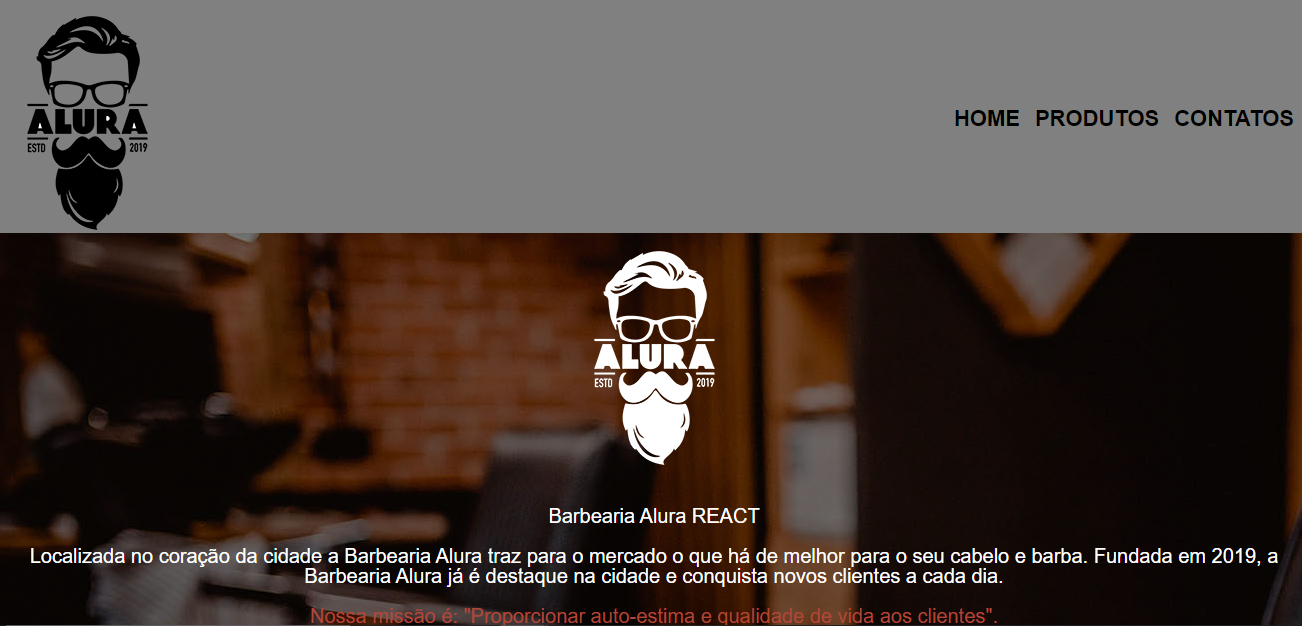 ALURA
ESTD 2019
HOME PRODUTOS CONTATOS
ALURA
ESTD 2019
Barbearia Alura REACT
Localizada no coração da cidade a Barbearia Alura traz para o mercado o que há de melhor para o seu cabelo e barba. Fundada em 2019, a
Barbearia Alura já é destaque na cidade e conquista novos clientes a cada dia.
Nossa missão é: "Proporcionar auto-estima e qualidade de vida aos clientes".